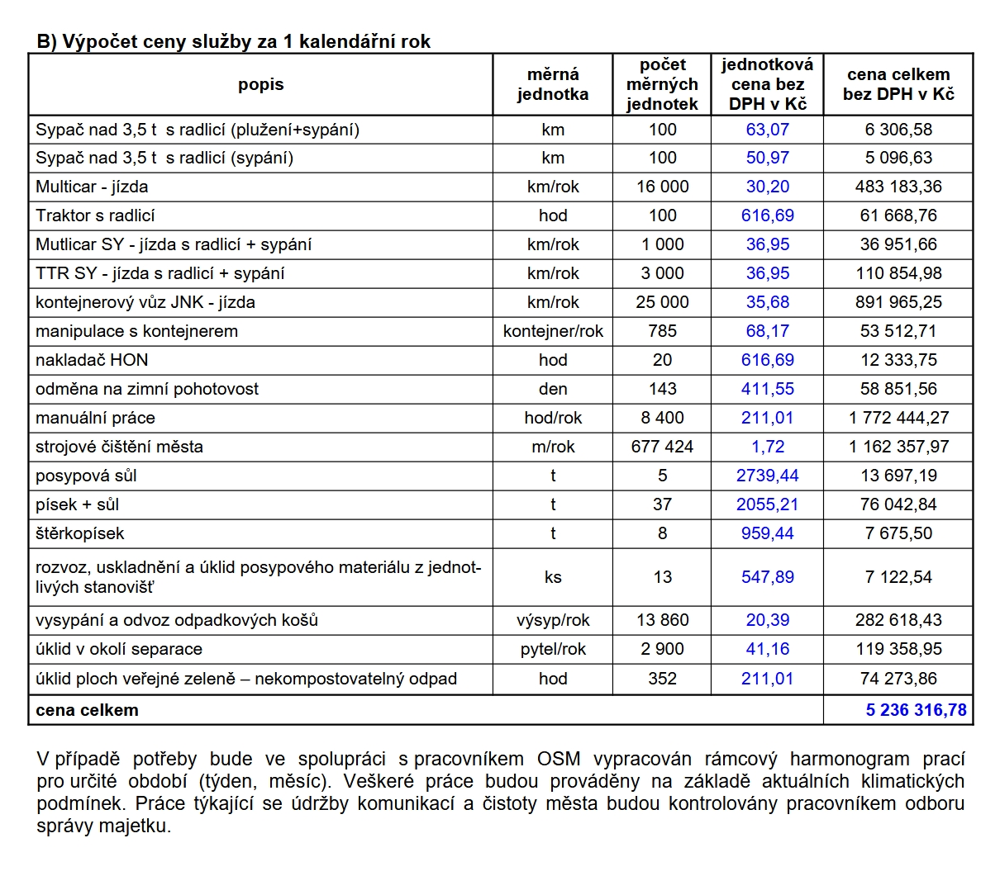 B) Výpočet ceny služby za 1 kalendářní rok
popis měrná jednotka počet měrných jednotek jednotková cena bez DPH v Kč cena celkem bez DPH v Kč
Sypač nad 3,5 t s radlicí (plužení+sypání) km 100 63,07 6 306,58
Sypač nad 3,5 t s radlicí (sypání) km 100 50,97 5 096,63
Multicar - jízda km/rok 16 000 30,20 483 183,36
Traktor s radlicí hod 100 616,69 61 668,76
Mutlicar SY - jízda s radlicí + sypání km/rok 1 000 36,95 36 951,66
TTR SY - jízda s radlicí + sypání km/rok 3 000 36,95 110 854,98
kontejnerový vůz JNK - jízda km/rok 25 000 35,68 891 965,25
manipulace s kontejnerem kontejner/rok 785 68,17 53 512,71
nakladač HON hod 20 616,69 12 333,75
odměna na zimní pohotovost den 143 411,55 58 851,56
manuální práce hod/rok 8 400 211,01 1 772 444,27
strojové čištění města m/rok 677 424 1,72 1 162 357,97
posypová sůl t 5 2739,44 13 697,19
písek + sůl t 37 2055,21 76 042,84
štěrkopísek t 8 959,44 7 675,50
rozvoz, uskladnění a úklid posypového materiálu z jednot-
livých stanovišť ks 13 547,89 7 122,54
vysypání a odvoz odpadkových košů výsyp/rok 13 860 20,39 282 618,43
úklid v okolí separace pytel/rok 2 900 41,16 119 358,95
úklid ploch veřejné zeleně – nekompostovatelný odpad hod 352 211,01 74 273,86
cena celkem 5 236 316,78
V případě potřeby bude ve spolupráci s pracovníkem OSM vypracován rámcový harmonogram prací
pro určité období (týden, měsíc). Veškeré práce budou prováděny na základě aktuálních klimatických
podmínek. Práce týkající se údržby komunikací a čistoty města budou kontrolovány pracovníkem odboru
správy majetku.